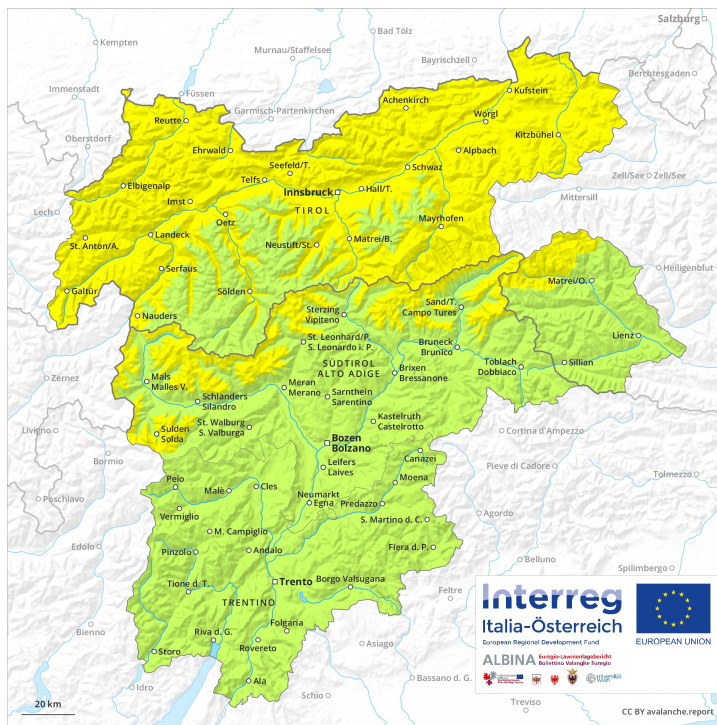 Salzburg
Kempten
Bad Tölz
Murnau/Staffelsee
Bayrischzell
Berchtesgaden
Immenstadt
Füssen
Garmisch-Partenkirchen
Achenkirch
Kufstein
Reutte
Wörgl
Oberstdorf
Ehrwald
Kitzbühel
Alpbach
Seefeld/T.
Schwaz
Telfs
Zell/See
Zell/See
Elbigenalp
Innsbruck
Hall/T.
Mittersill
Imst
TIROL
Lech
Oetz
Mayrhofen
St. Anton/A.
Landeck
Neustift/St.
Matrei/B.
Serfaus
Heiligenblut
Galtür
Sölden
Matrei/O.
Nauders
Sand/T.
Campo Tures
Sterzing
Vipiteno
Lienz
St. Leonhard/P.
S. Leonardo i. P.
Bruneck
Brunico
Toblach
Dobbiaco
Sillian
SÜDTIROL
ALTO ADIGE
Brixen
Bressanone
Zernez
Mals
Malles V.
Meran
Merano
Sarnthein
Sarentino
Schlanders
Silandro
Kastelruth
Castelrotto
St. Walburg
S. Valburga
Sulden
Solda
Livigno
Cortina d'Ampezzo
Bozen
Bolzano
Bormio
Canazei
Pieve di Cadore
Leifers
Laives
Tolmezzo
Peio
Moena
Poschiavo
Malè
Cles
Neumarkt
Egna
Predazzo
Vermiglio
Agordo
S. Martino d. C.
M. Campiglio
Edolo
Pinzolo
Andalo
Fiera d. P.
Belluno
Spilimbergo
Tione d. T.
Trento
Borgo Valsugana
Feltre
TRENTINO
Folgaria
Bienno
Riva d. G.
Rovereto
Asiago
Storo
Bassano d. G.
Ala
Idro
Schio
Treviso
20 km
Interreg
Italia-Österreich
European Regional Development Fund
EUROPEAN UNION
ALBINA
Euregio-Lawinenlagebericht
Bollettino Valanghe Euregio
universität
wien
CC BY avalanche.report